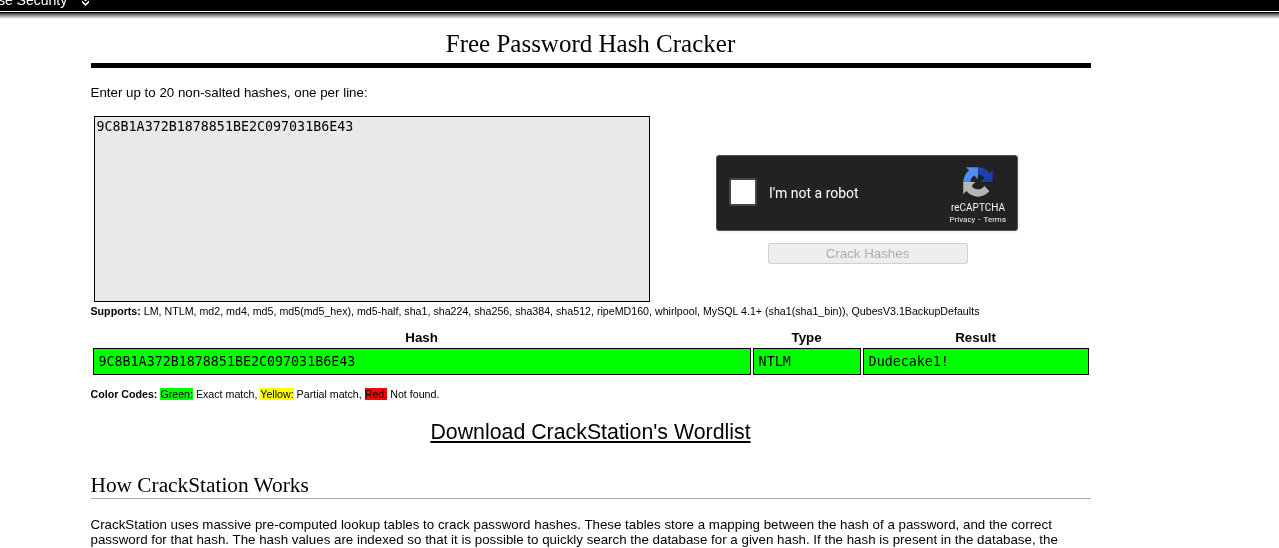 se Security
Free Password Hash Cracker
Enter up to 20 non-salted hashes, one per line:
9C8B1A372B1878851BE2C097031B6E43
I'm not a robot
reCAPTCHA
Privacy - Terms
Crack Hashes
Supports: LM, NTLM, md2, md4, md5, md5(md5_hex), md5-half, sha1, sha224, sha256, sha384, sha512, ripeMD160, whirlpool, MySQL 4.1+ (sha1(sha1_bin)), QubesV3.1BackupDefaults
Hash Type Result
9C8B1A372B1878851BE2C097031B6E43 NTLM Dudecake1!
Color Codes: Green: Exact match, Yellow: Partial match, Red: Not found.
Download CrackStation's Wordlist
How CrackStation Works
CrackStation uses massive pre-computed lookup tables to crack password hashes. These tables store a mapping between the hash of a password, and the correct
password for that hash. The hash values are indexed so that it is possible to quickly search the database for a given hash. If the hash is present in the database, the